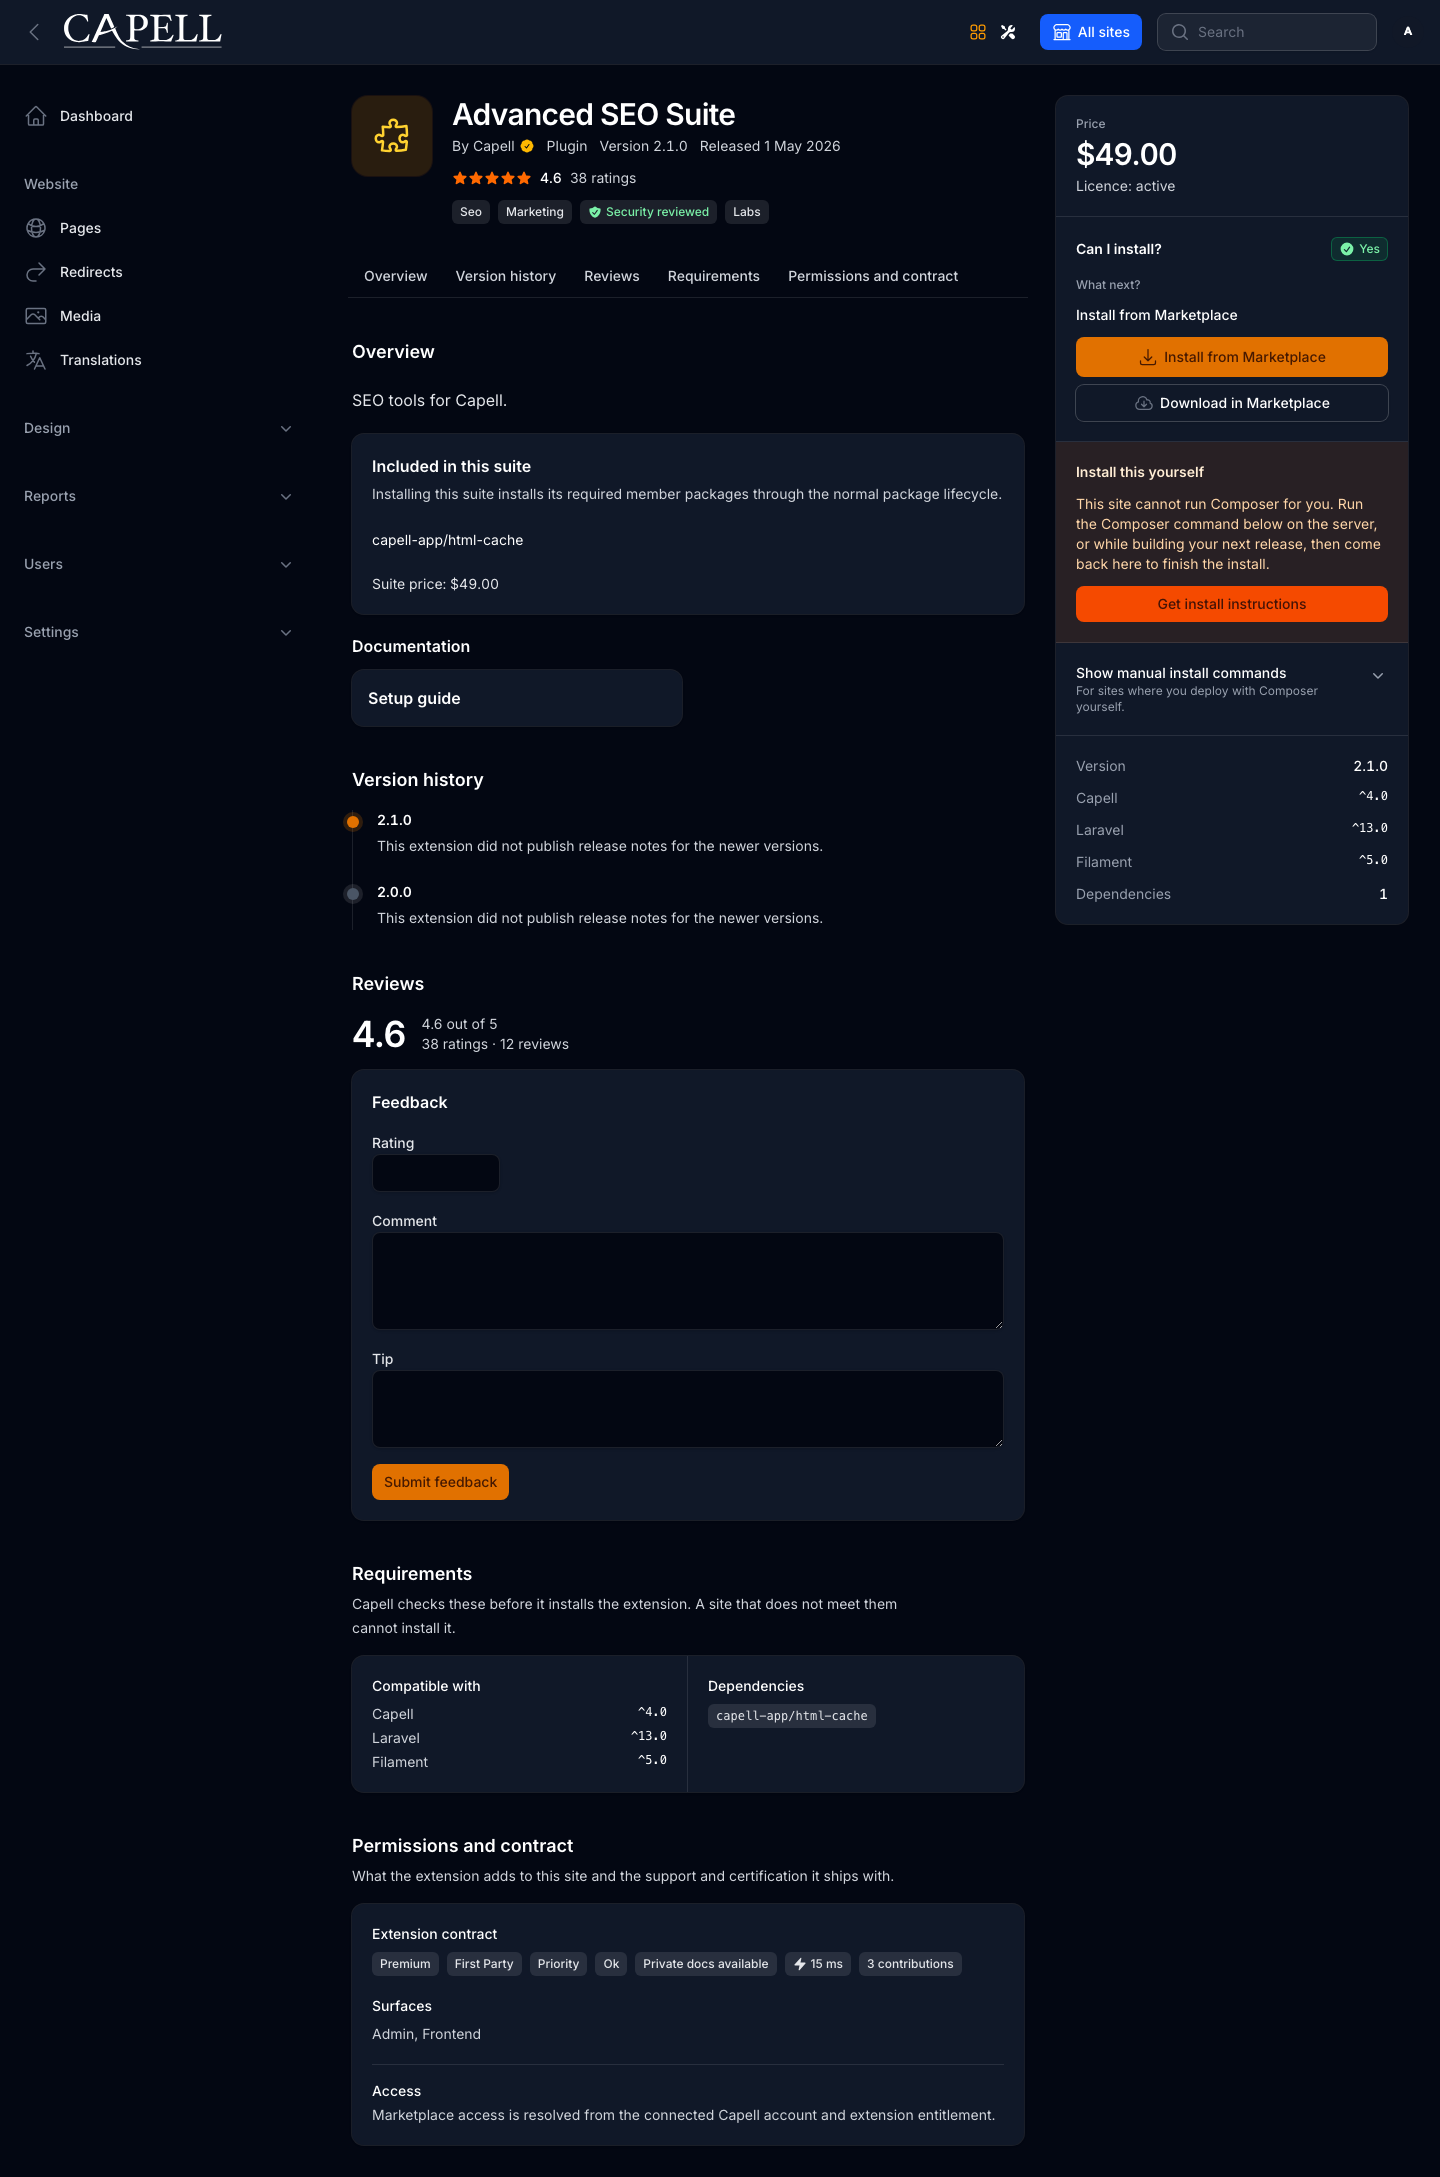 CAPELL
All sites
Search
A
Dashboard
Website
Pages
Redirects
Media
Translations
Design
Reports
Users
Settings
Advanced SEO Suite
By Capell Plugin Version 2.1.0 Released 1 May 2026
4.6 38 ratings
Seo Marketing Security reviewed Labs
Overview Version history Reviews Requirements Permissions and contract
Overview
SEO tools for Capell.
Included in this suite
Installing this suite installs its required member packages through the normal package lifecycle.
capell-app/html-cache
Suite price: $49.00
Documentation
Setup guide
Version history
2.1.0
This extension did not publish release notes for the newer versions.
2.0.0
This extension did not publish release notes for the newer versions.
Reviews
4.6
4.6 out of 5
38 ratings · 12 reviews
Feedback
Rating
Comment
Tip
Submit feedback
Requirements
Capell checks these before it installs the extension. A site that does not meet them
cannot install it.
Compatible with
Capell ^4.0
Laravel ^13.0
Filament ^5.0
Dependencies
capell-app/html-cache
Permissions and contract
What the extension adds to this site and the support and certification it ships with.
Extension contract
Premium First Party Priority Ok Private docs available 15 ms 3 contributions
Surfaces
Admin, Frontend
Access
Marketplace access is resolved from the connected Capell account and extension entitlement.
Price
$49.00
Licence: active
Can I install? Yes
What next?
Install from Marketplace
Install from Marketplace
Download in Marketplace
Install this yourself
This site cannot run Composer for you. Run
the Composer command below on the server,
or while building your next release, then come
back here to finish the install.
Get install instructions
Show manual install commands
For sites where you deploy with Composer
yourself.
Version 2.1.0
Capell ^4.0
Laravel ^13.0
Filament ^5.0
Dependencies 1